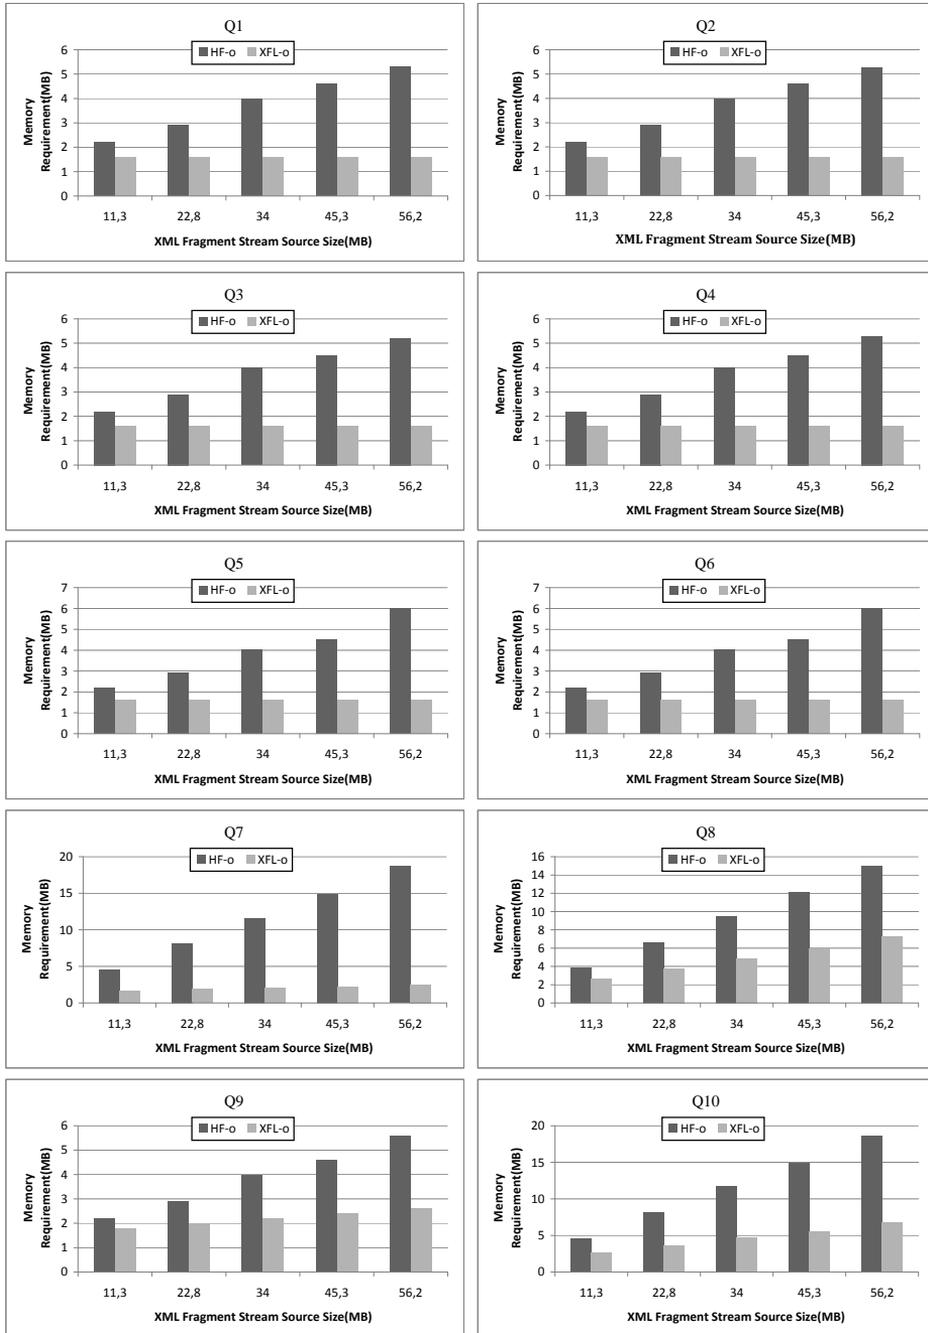 Q1
HF-o XFL-o
Memory
Requirement(MB)
6
5
4
3
2
1
0
11,3 22,8 34 45,3 56,2
XML Fragment Stream Source Size(MB)
Q2
HF-o XFL-o
Memory
Requirement(MB)
6
5
4
3
2
1
0
11,3 22,8 34 45,3 56,2
XML Fragment Stream Source Size(MB)
Q3
HF-o XFL-o
Memory
Requirement(MB)
6
5
4
3
2
1
0
11,3 22,8 34 45,3 56,2
XML Fragment Stream Source Size(MB)
Q4
HF-o XFL-o
Memory
Requirement(MB)
6
5
4
3
2
1
0
11,3 22,8 34 45,3 56,2
XML Fragment Stream Source Size(MB)
Q5
HF-o XFL-o
Memory
Requirement(MB)
7
6
5
4
3
2
1
0
11,3 22,8 34 45,3 56,2
XML Fragment Stream Source Size(MB)
Q6
HF-o XFL-o
Memory
Requirement(MB)
7
6
5
4
3
2
1
0
11,3 22,8 34 45,3 56,2
XML Fragment Stream Source Size(MB)
Q7
HF-o XFL-o
Memory
Requirement(MB)
20
15
10
5
0
11,3 22,8 34 45,3 56,2
XML Fragment Stream Source Size(MB)
Q8
HF-o XFL-o
Memory
Requirement(MB)
16
14
12
10
8
6
4
2
0
11,3 22,8 34 45,3 56,2
XML Fragment Stream Source Size(MB)
Q9
HF-o XFL-o
Memory
Requirement(MB)
6
5
4
3
2
1
0
11,3 22,8 34 45,3 56,2
XML Fragment Stream Source Size(MB)
Q10
HF-o XFL-o
Memory
Requirement(MB)
20
15
10
5
0
11,3 22,8 34 45,3 56,2
XML Fragment Stream Source Size(MB)